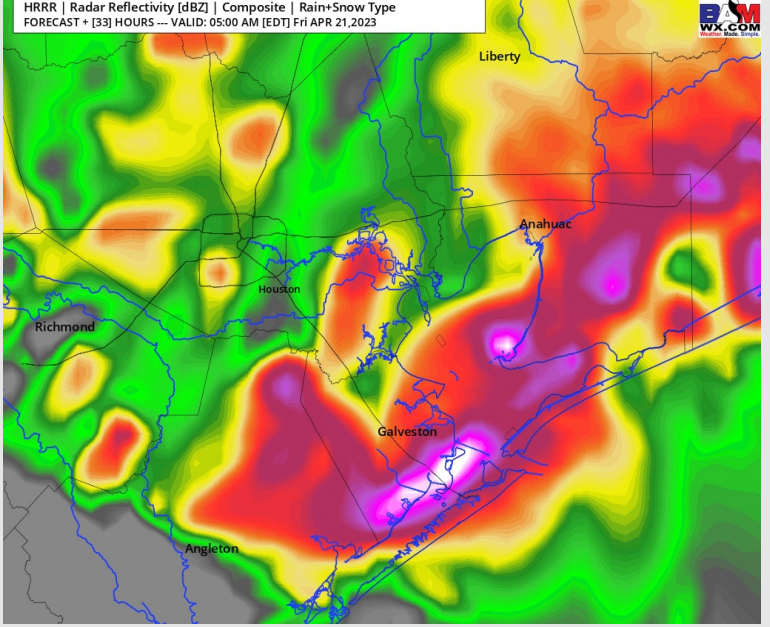 HRRR | Radar Reflectivity [dBZ] | Composite | Rain+Snow Type
FORECAST + [33] HOURS --- VALID: 05:00 AM [EDT] Fri APR 21,2023
BAM
WX.COM
Weather. Made. Simple.
Liberty
Anahuac
Houston
Richmond
Galveston
Angleton